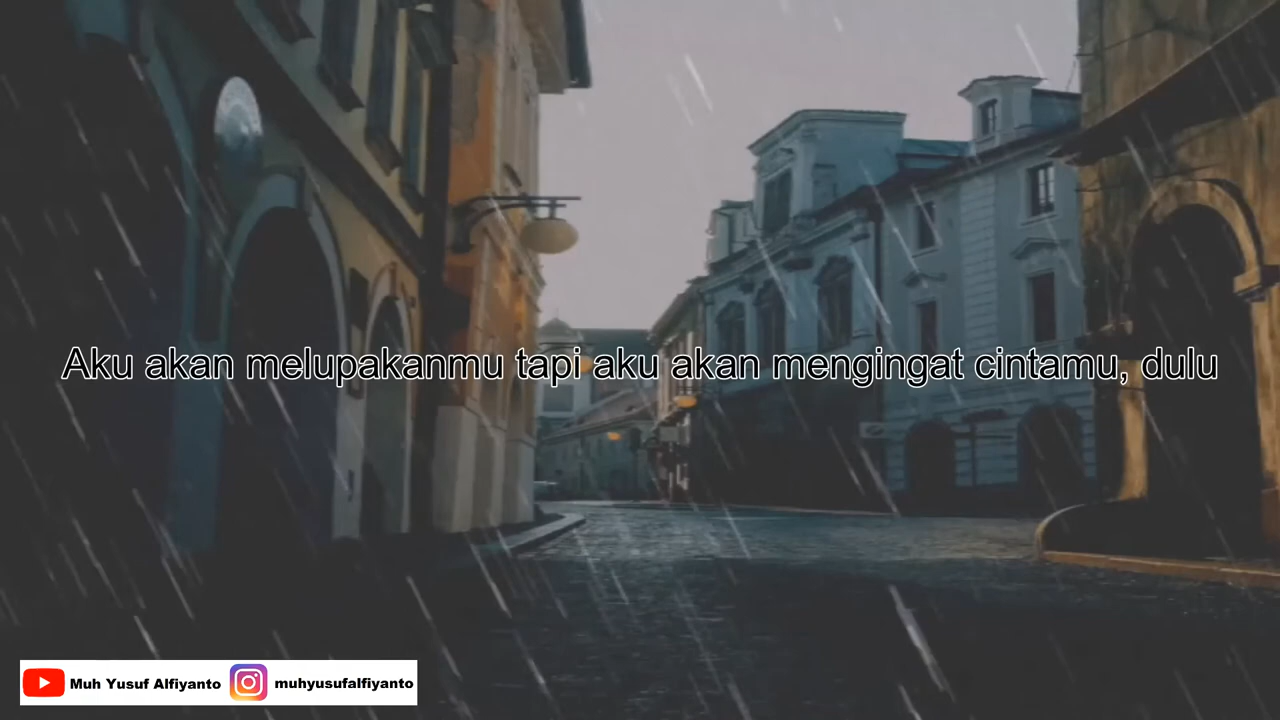 Aku akan melupakanmu tapi aku akan mengingat cintamu, dulu
Muh Yusuf Alfiyanto muhyusufalfiyanto